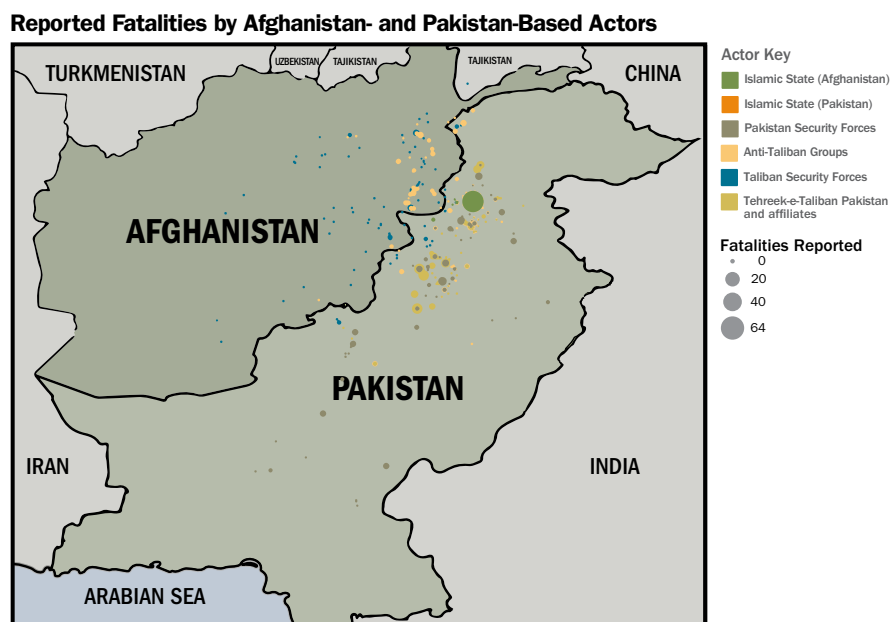 Reported Fatalities by Afghanistan- and Pakistan-Based Actors
TURKMENISTAN
UZBEKISTAN
TAJIKISTAN
TAJIKISTAN
CHINA
AFGHANISTAN
PAKISTAN
IRAN
INDIA
ARABIAN SEA
Actor Key
Islamic State (Afghanistan)
Islamic State (Pakistan)
Pakistan Security Forces
Anti-Taliban Groups
Taliban Security Forces
Tehreek-e-Taliban Pakistan
and affiliates
Fatalities Reported
0
20
40
64